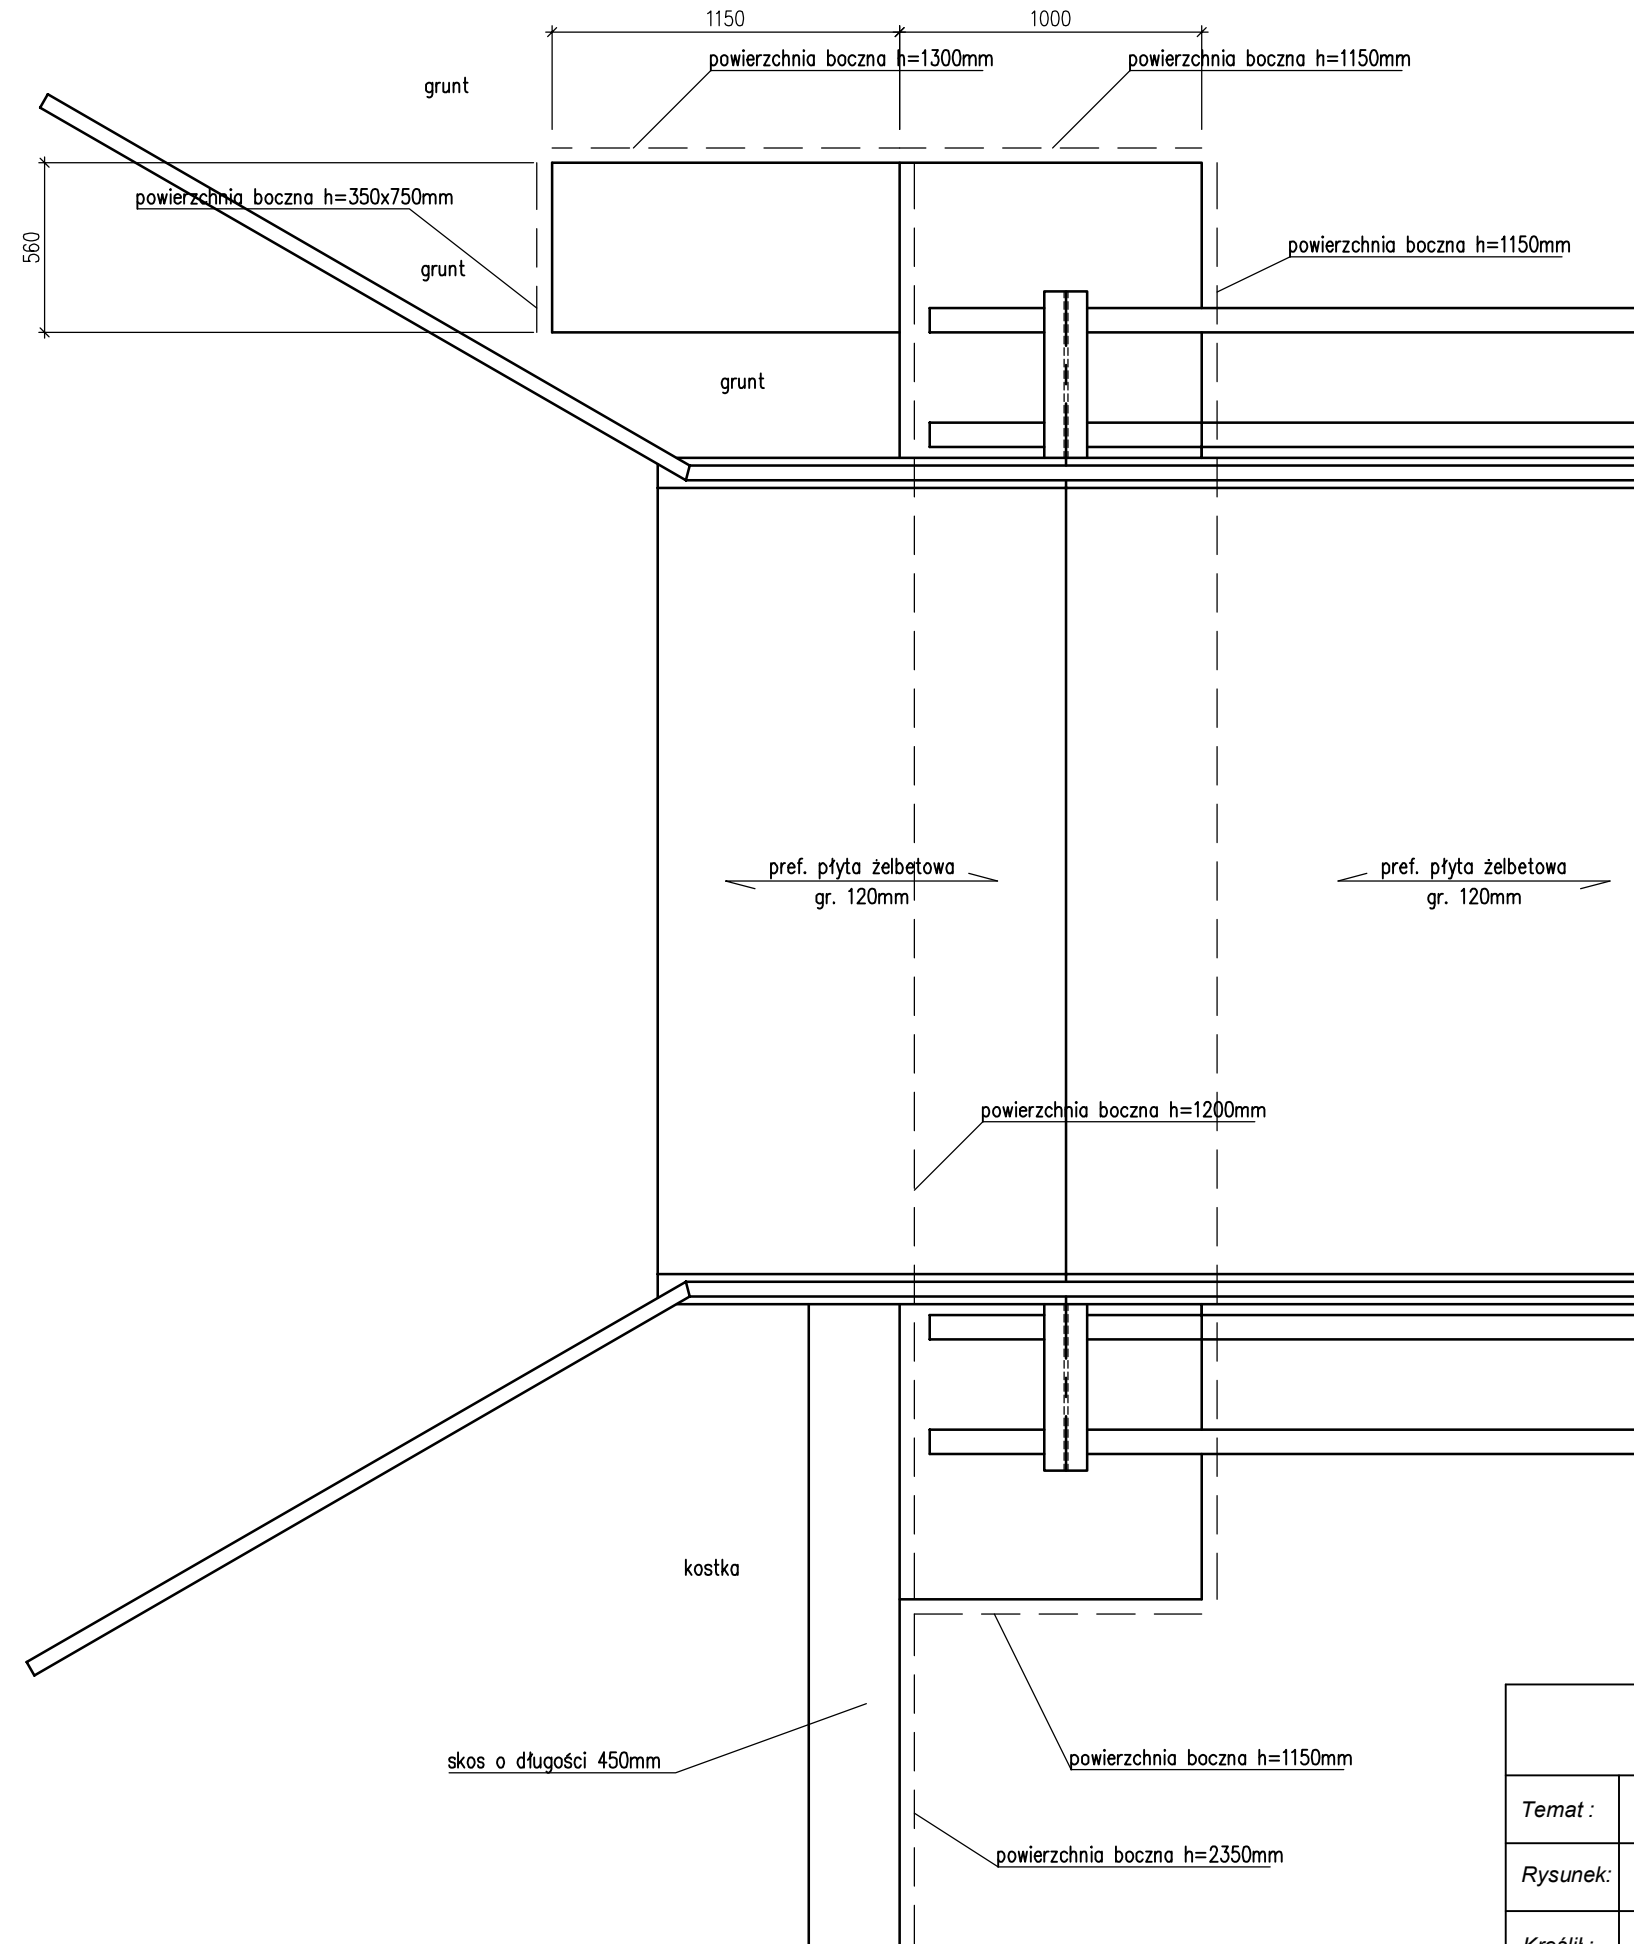 1150
1000
powierzchnia boczna h=1300mm
powierzchnia boczna h=1150mm
grunt
powierzchnia boczna h=350x750mm
560
powierzchnia boczna h=1150mm
grunt
grunt
pref. płyta żelbetowa
gr. 120mm
pref. płyta żelbetowa
gr. 120mm
powierzchnia boczna h=1200mm
kostka
skos o długości 450mm
powierzchnia boczna h=1150mm
Temat :
powierzchnia boczna h=2350mm
Rysunek: